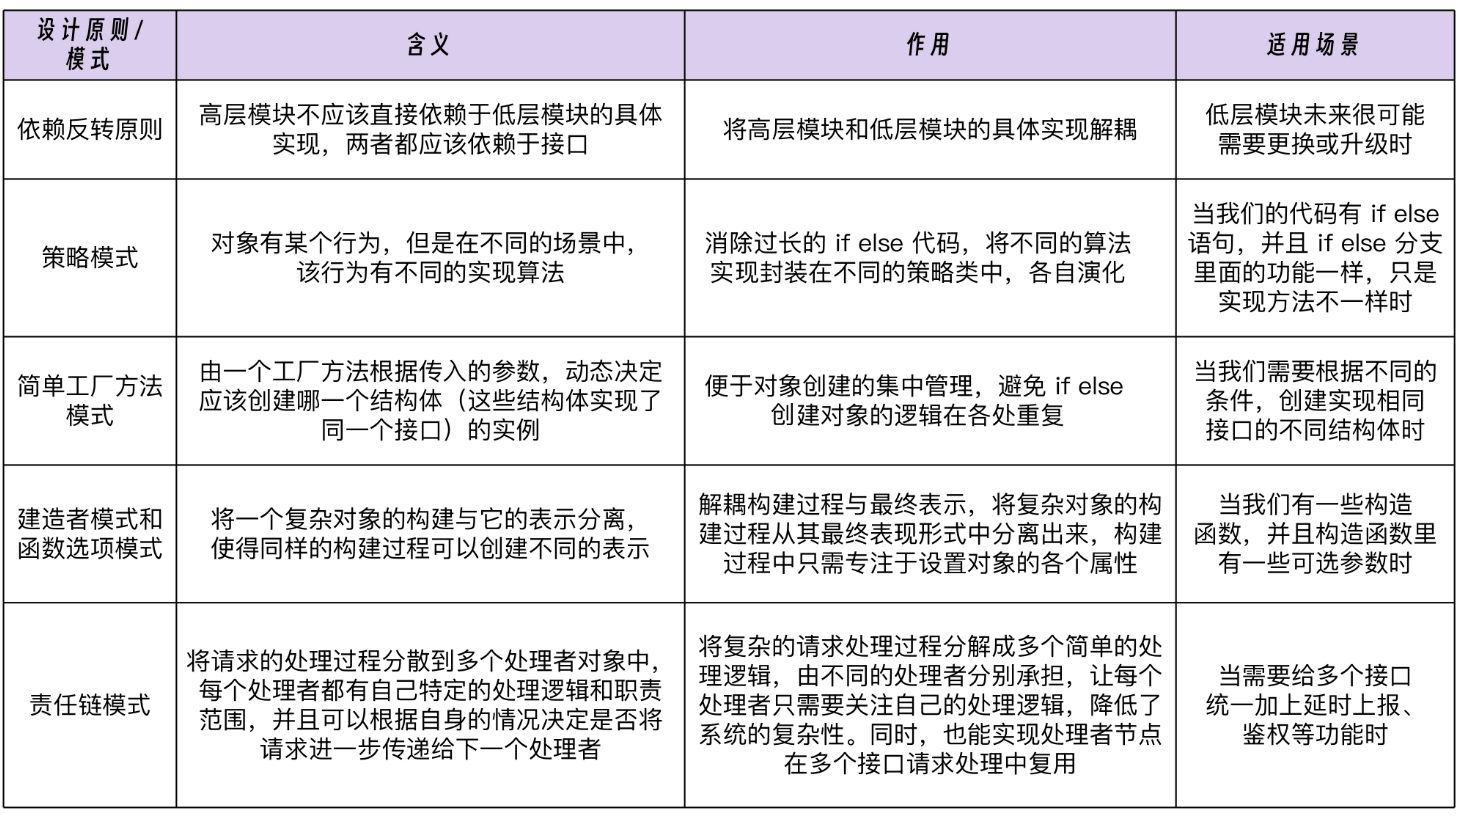 设计原则/
模式
含义
作用
适用场景
依赖反转原则
高层模块不应该直接依赖于低层模块的具体
实现，两者都应该依赖于接口
将高层模块和低层模块的具体实现解耦
低层模块未来很可能
需要更换或升级时
策略模式
对象有某个行为，但是在不同的场景中，
该行为有不同的实现算法
消除过长的 if else 代码，将不同的算法
实现封装在不同的策略类中，各自演化
当我们的代码有 if else
语句，并且 if else 分支
里面的功能一样，只是
实现方法不一样时
简单工厂方法
模式
由一个工厂方法根据传入的参数，动态决定
应该创建哪一个结构体（这些结构体实现了
同一个接口）的实例
便于对象创建的集中管理，避免 if else
创建对象的逻辑在各处重复
当我们需要根据不同的
条件，创建实现相同
接口的不同结构体时
建造者模式和
函数选项模式
将一个复杂对象的构建与它的表示分离，
使得同样的构建过程可以创建不同的表示
解耦构建过程与最终表示，将复杂对象的构
建过程从其最终表现形式中分离出来，构建
过程中只需专注于设置对象的各个属性
当我们有一些构造
函数，并且构造函数里
有一些可选参数时
责任链模式
将请求的处理过程分散到多个处理者对象中，
每个处理者都有自己特定的处理逻辑和职责
范围，并且可以根据自身的情况决定是否将
请求进一步传递给下一个处理者
将复杂的请求处理过程分解成多个简单的处
理逻辑，由不同的处理者分别承担，让每个
处理者只需要关注自己的处理逻辑，降低了
系统的复杂性。同时，也能实现处理者节点
在多个接口请求处理中复用
当需要给多个接口
统一加上延时上报、
鉴权等功能时